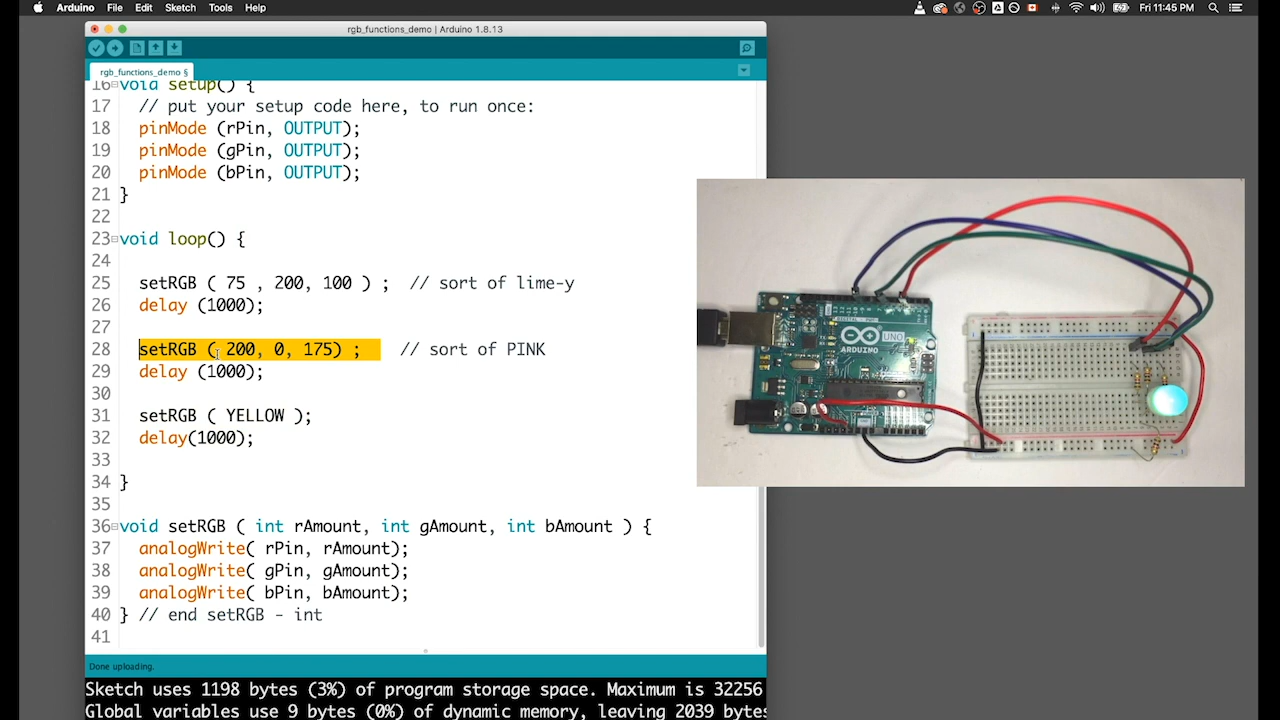 Arduino File Edit Sketch Tools Help Fri 11:45 PM
rgb_functions_demo | Arduino 1.8.13
rgb_functions_demo §
16 void setup() {
17 // put your setup code here, to run once:
18 pinMode (rPin, OUTPUT);
19 pinMode (gPin, OUTPUT);
20 pinMode (bPin, OUTPUT);
21 }
22
23 void loop() {
24
25 setRGB ( 75 , 200, 100 ) ; // sort of lime-y
26 delay (1000);
27
28 setRGB ( 200, 0, 175) ; // sort of PINK
29 delay (1000);
30
31 setRGB ( YELLOW );
32 delay(1000);
33
34 }
35
36 void setRGB ( int rAmount, int gAmount, int bAmount ) {
37 analogWrite( rPin, rAmount);
38 analogWrite( gPin, gAmount);
39 analogWrite( bPin, bAmount);
40 } // end setRGB - int
41
Done uploading.
Sketch uses 1198 bytes (3%) of program storage space. Maximum is 32256
Global variables use 9 bytes (0%) of dynamic memory, leaving 2039 bytes
UNO
ARDUINO